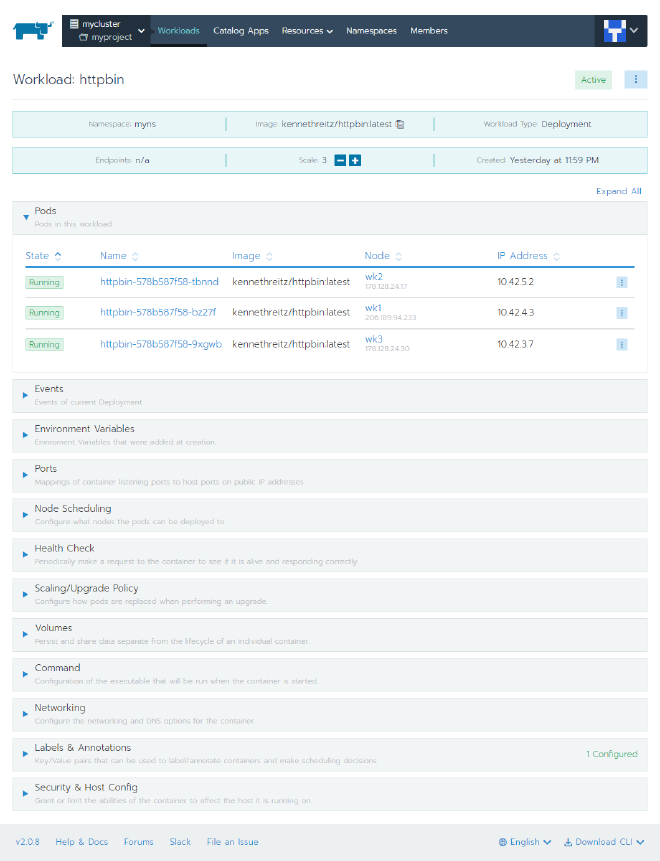 mycluster
myproject
Workloads Catalog Apps Resources Namespaces Members
Workload: httpbin Active
Namespace: myns Image: kennethreitz/httpbin:latest Workload Type: Deployment
Endpoints: n/a Scale: 3 Created: Yesterday at 11:59 PM
Expand All
Pods
Pods in this workload
State Name Image Node IP Address
Running httpbin-578b587f58-tbnnd kennethreitz/httpbin:latest wk2 10.42.5.2
178.128.24.17
Running httpbin-578b587f58-bz27f kennethreitz/httpbin:latest wk1 10.42.4.3
206.189.94.233
Running httpbin-578b587f58-9xgwb kennethreitz/httpbin:latest wk3 10.42.3.7
178.128.24.30
Events
Events of current Deployment
Environment Variables
Environment Variables that were added at creation.
Ports
Mappings of container listening ports to host ports on public IP addresses
Node Scheduling
Configure what nodes the pods can be deployed to.
Health Check
Periodically make a request to the container to see if it is alive and responding correctly.
Scaling/Upgrade Policy
Configure how pods are replaced when performing an upgrade.
Volumes
Persist and share data separate from the lifecycle of an individual container.
Command
Configuration of the executable that will be run when the container is started
Networking
Configure the networking and DNS options for the container.
Labels & Annotations
Key/Value pairs that can be used to label/annotate containers and make scheduling decisions.
1 Configured
Security & Host Config
Grant or limit the abilities of the container to affect the host it is running on.
v2.0.8 Help & Docs Forums Slack File an Issue English Download CLI